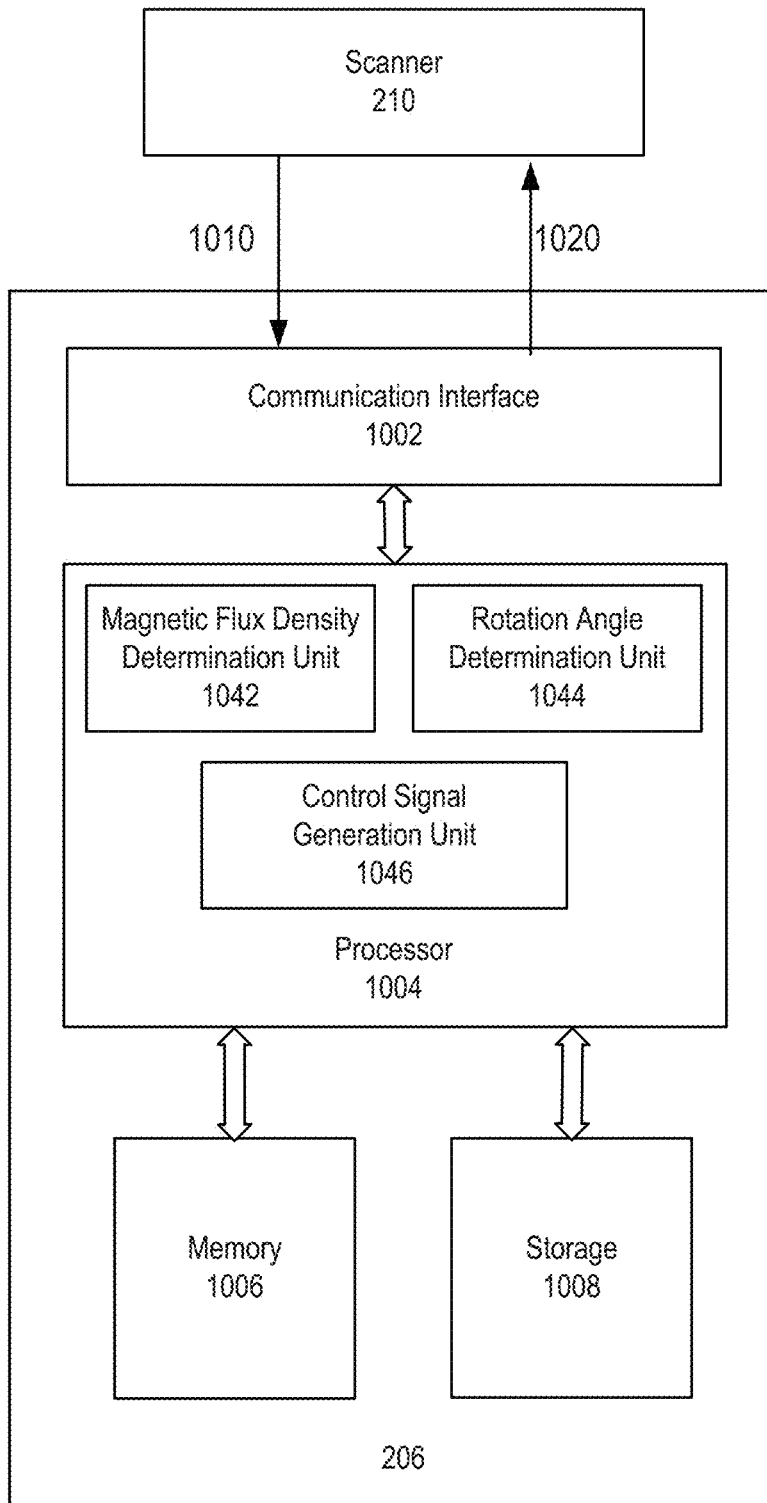 Scanner
210
1010
1020
Communication Interface
1002
Magnetic Flux Density
Determination Unit
1042
Rotation Angle
Determination Unit
1044
Control Signal
Generation Unit
1046
Processor
1004
Memory
1006
Storage
1008
206